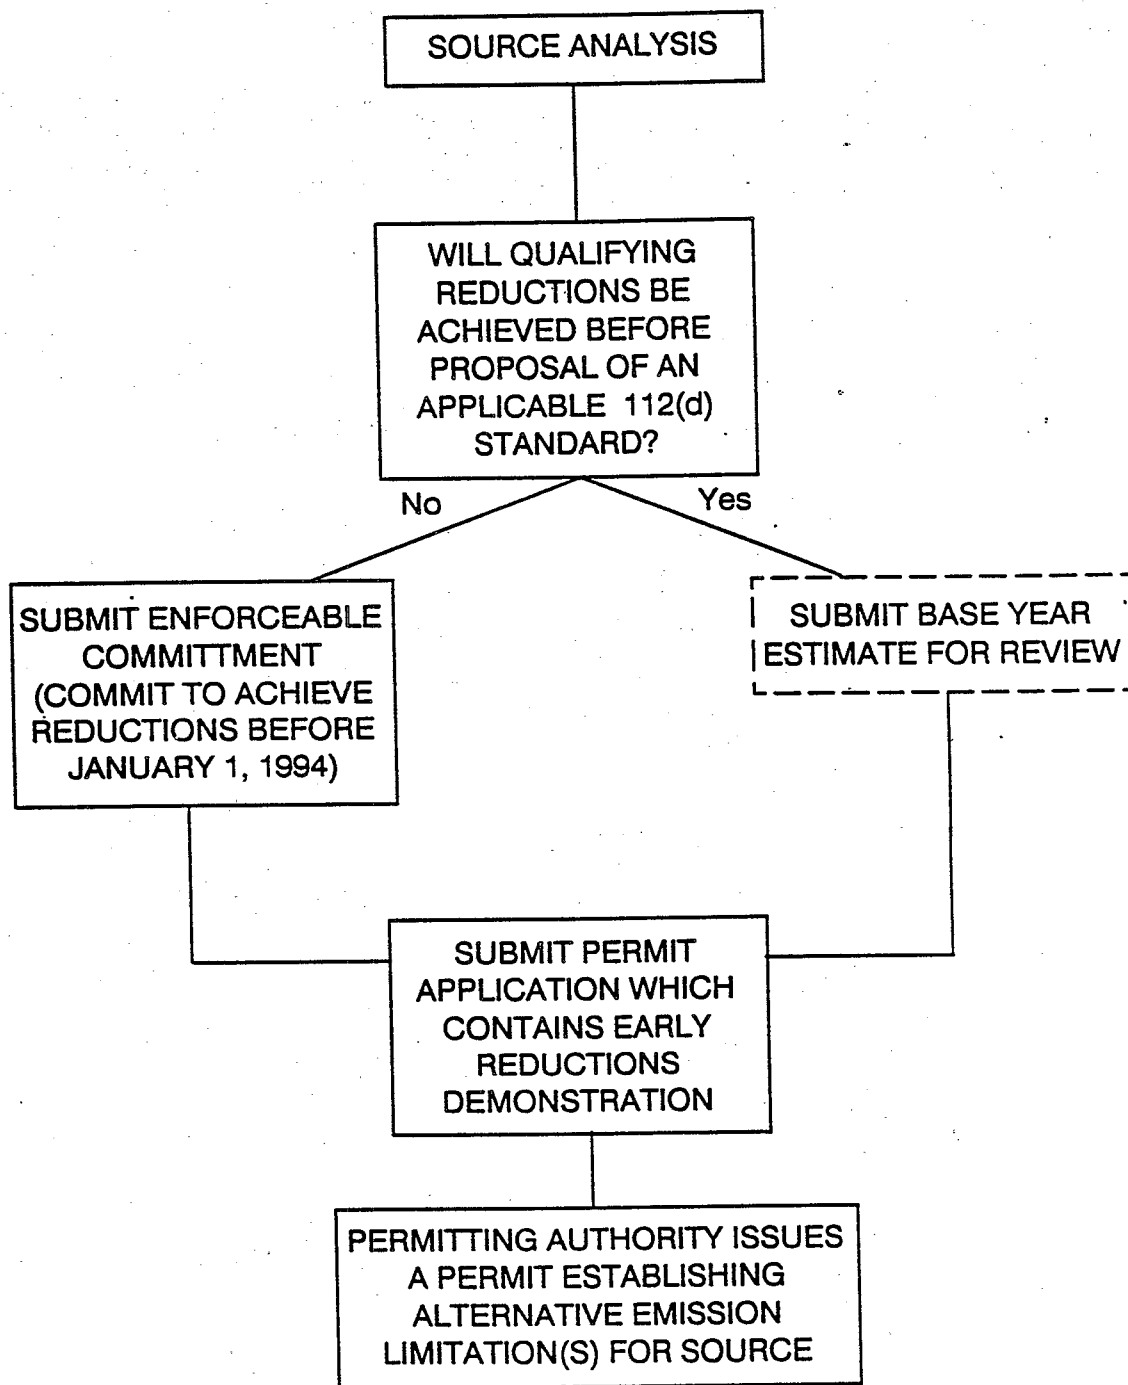 SOURCE ANALYSIS
WILL QUALIFYING
REDUCTIONS BE
ACHIEVED BEFORE
PROPOSAL OF AN
APPLICABLE 112(d)
STANDARD?
No
Yes
SUBMIT ENFORCEABLE
COMMITTMENT
(COMMIT TO ACHIEVE
REDUCTIONS BEFORE
JANUARY 1, 1994)
SUBMIT BASE YEAR
ESTIMATE FOR REVIEW
SUBMIT PERMIT
APPLICATION WHICH
CONTAINS EARLY
REDUCTIONS
DEMONSTRATION
PERMITTING AUTHORITY ISSUES
A PERMIT ESTABLISHING
ALTERNATIVE EMISSION
LIMITATION(S) FOR SOURCE